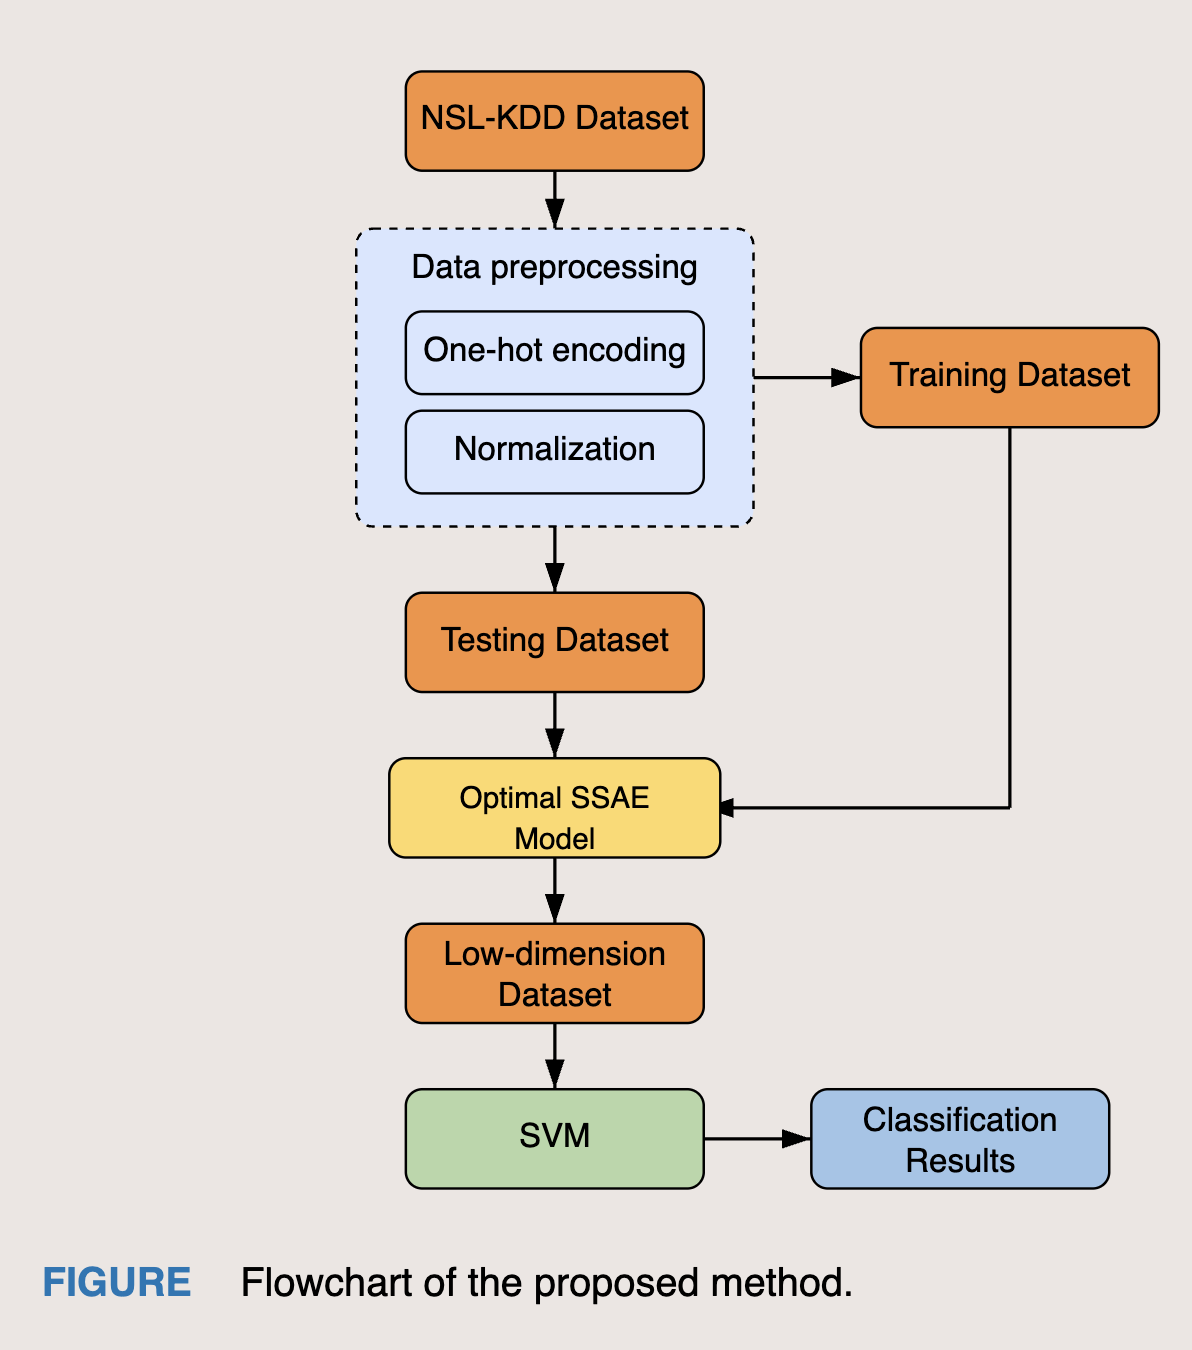 NSL-KDD Dataset
Data preprocessing
One-hot encoding
Normalization
Training Dataset
Testing Dataset
Optimal SSAE
Model
Low-dimension
Dataset
SVM
Classification
Results
FIGURE Flowchart of the proposed method.